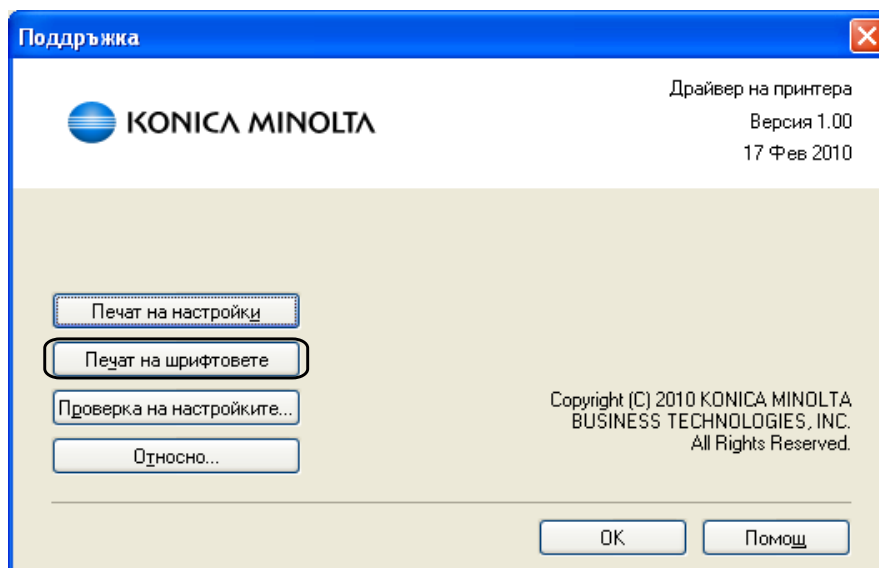 Поддръжка
KONICA MINOLTA
Драйвер на принтера
Версия 1.00
17 Фев 2010
Печат на настройки
Печат на шрифтовете
Проверка на настройките...
Относно...
Copyright (C) 2010 KONICA MINOLTA
BUSINESS TECHNOLOGIES, INC.
All Rights Reserved.
OK
Помощ